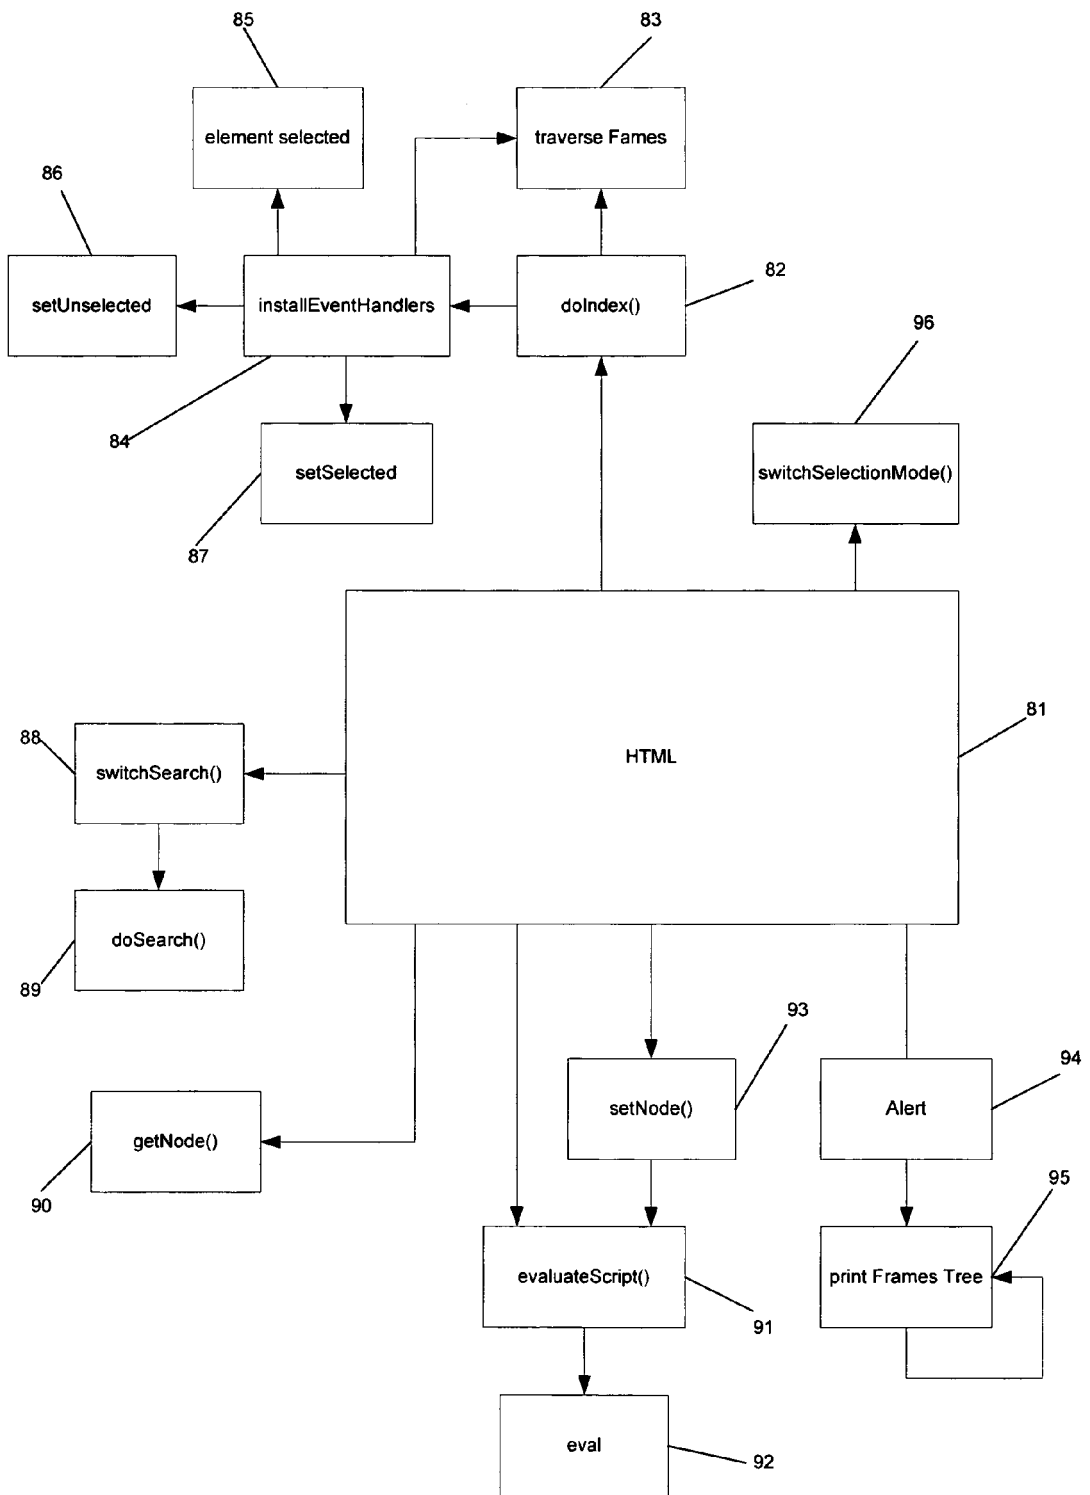 85
83
element selected
traverse Fames
86
82
setUnselected
installEventHandlers
doIndex()
96
84
setSelected
switchSelectionMode()
87
81
HTML
88
switchSearch()
doSearch()
89
93
94
setNode()
Alert
getNode()
90
95
evaluateScript()
print Frames Tree
91
eval
92